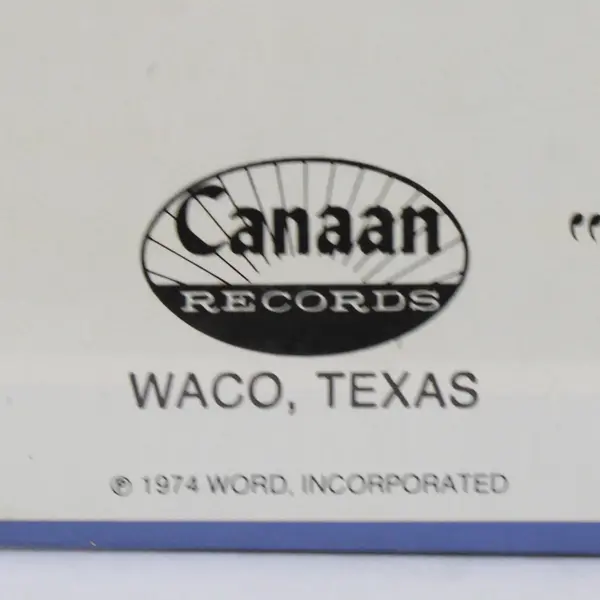 Canaan
RECORDS
WACO, TEXAS
℗ 1974 WORD, INCORPORATED
“